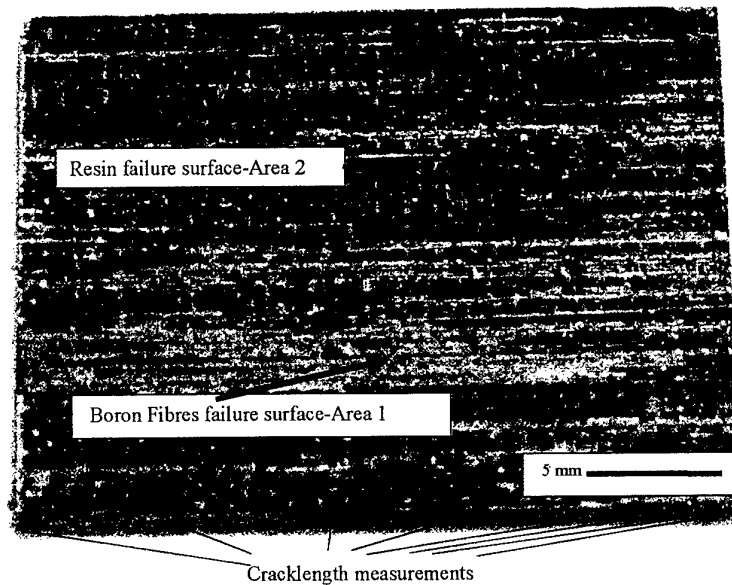 Resin failure surface-Area 2
Boron Fibres failure surface-Area 1
5 mm
Cracklength measurements